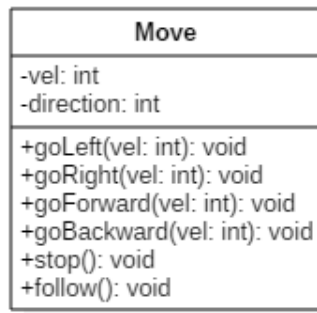 Move
-vel: int
-direction: int
+goLeft(vel: int): void
+goRight(vel: int): void
+goForward(vel: int): void
+goBackward(vel: int): void
+stop(): void
+follow(): void